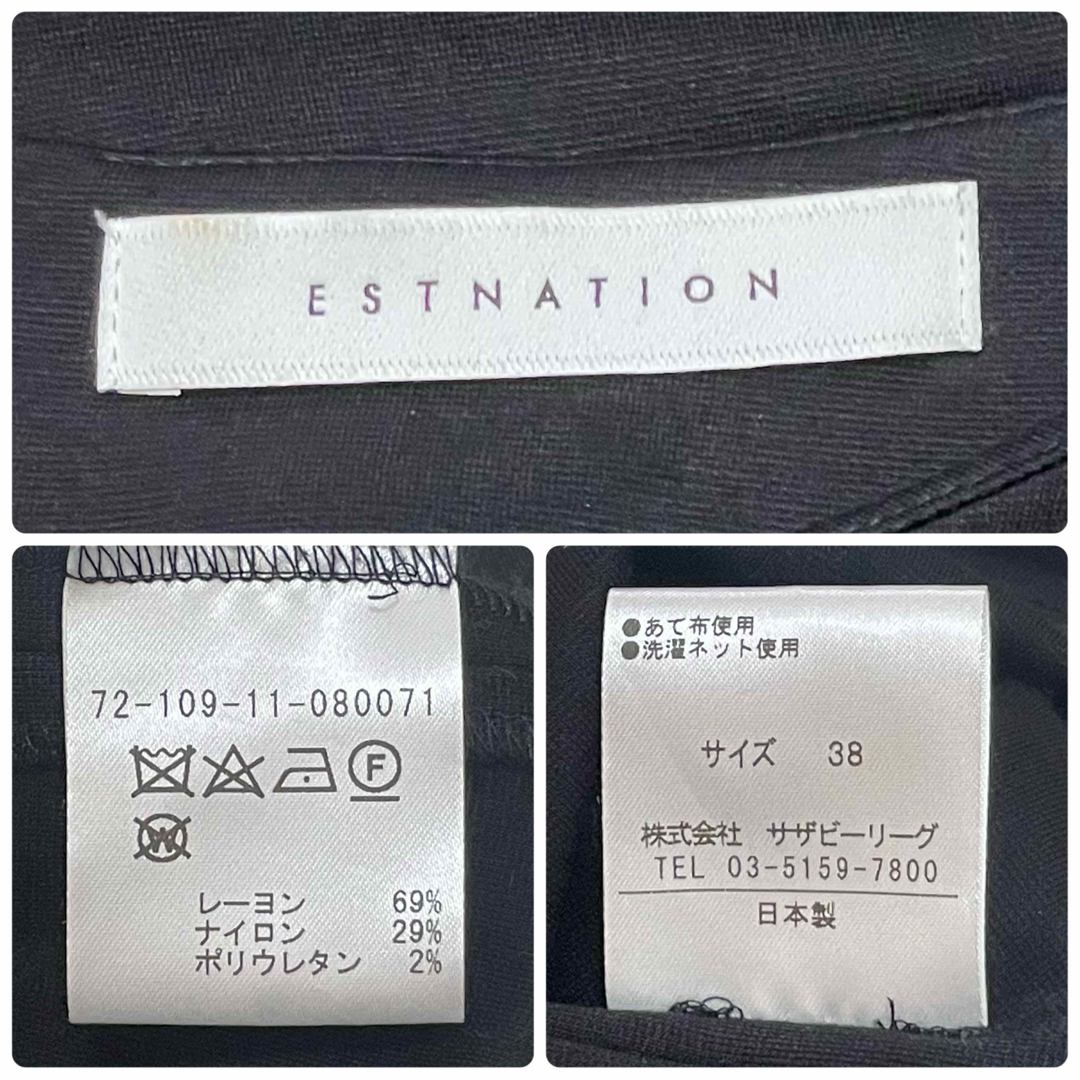 ESTNATION
72-109-11-080071
F
W
レーヨン 69%
ナイロン 29%
ポリウレタン 2%
●あて布使用
●洗濯ネット使用
サイズ 38
株式会社 サザビーリーグ
TEL 03-5159-7800
日本製